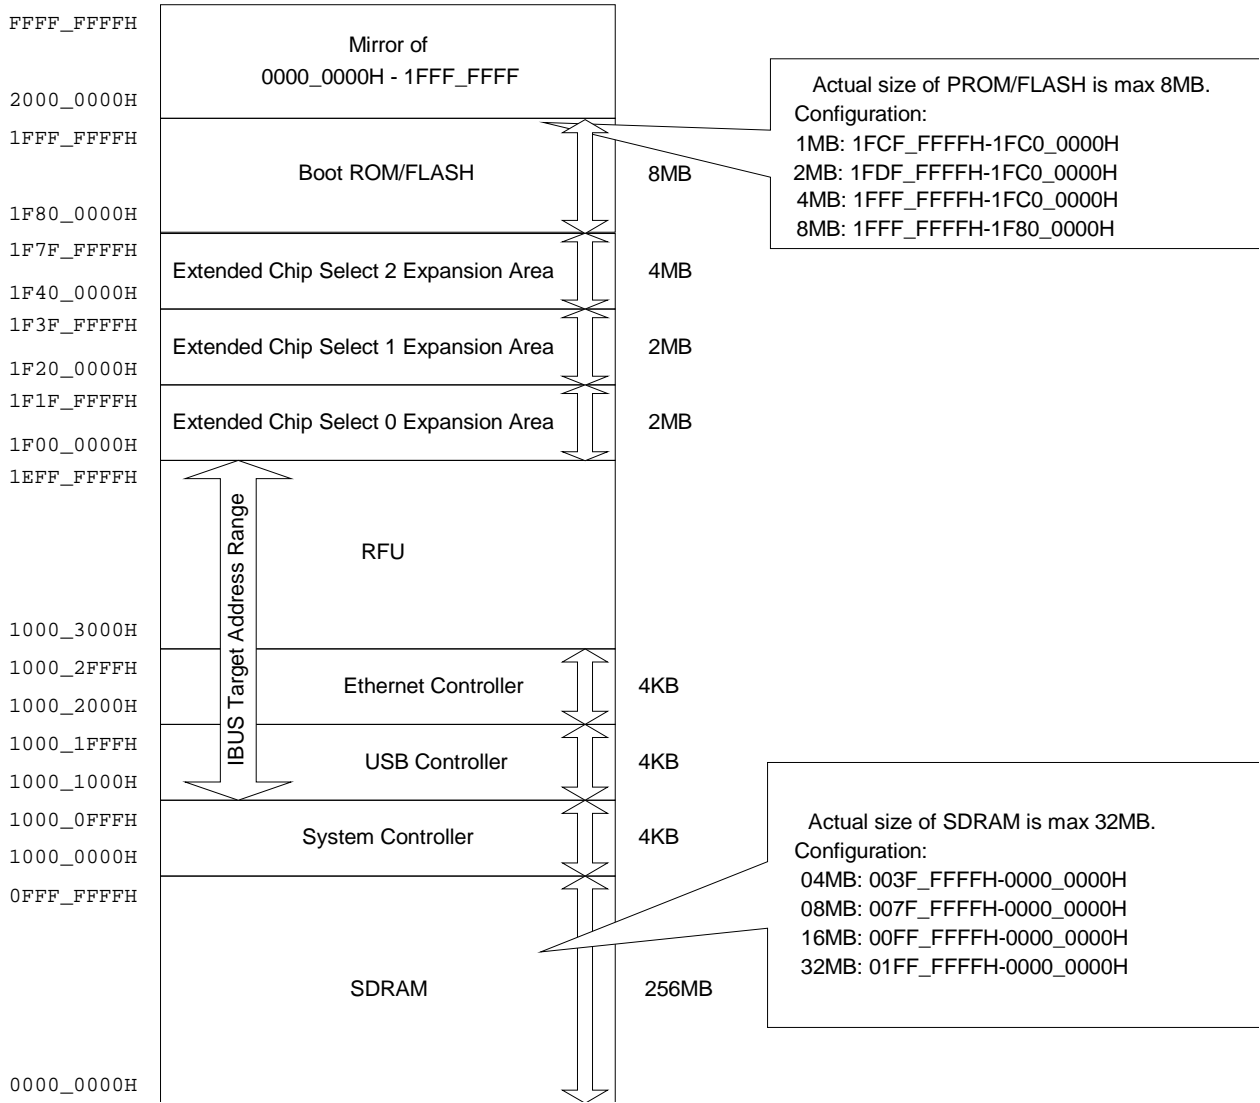 FFFF_FFFFH
Mirror of
0000_0000H - 1FFF_FFFF
2000_0000H
1FFF_FFFFH
Boot ROM/FLASH
8MB
1F80_0000H
Actual size of PROM/FLASH is max 8MB.
Configuration:
1MB: 1FCF_FFFFH-1FC0_0000H
2MB: 1FDF_FFFFH-1FC0_0000H
4MB: 1FFF_FFFFH-1FC0_0000H
8MB: 1FFF_FFFFH-1F80_0000H
1F7F_FFFFH
Extended Chip Select 2 Expansion Area
4MB
1F40_0000H
1F3F_FFFFH
Extended Chip Select 1 Expansion Area
2MB
1F20_0000H
1F1F_FFFFH
Extended Chip Select 0 Expansion Area
2MB
1F00_0000H
1EFF_FFFFH
IBUS Target Address Range
RFU
1000_3000H
1000_2FFFH
Ethernet Controller
4KB
1000_2000H
1000_1FFFH
USB Controller
4KB
1000_1000H
1000_0FFFH
System Controller
4KB
1000_0000H
0FFF_FFFFH
SDRAM
256MB
0000_0000H
Actual size of SDRAM is max 32MB.
Configuration:
04MB: 003F_FFFFH-0000_0000H
08MB: 007F_FFFFH-0000_0000H
16MB: 00FF_FFFFH-0000_0000H
32MB: 01FF_FFFFH-0000_0000H